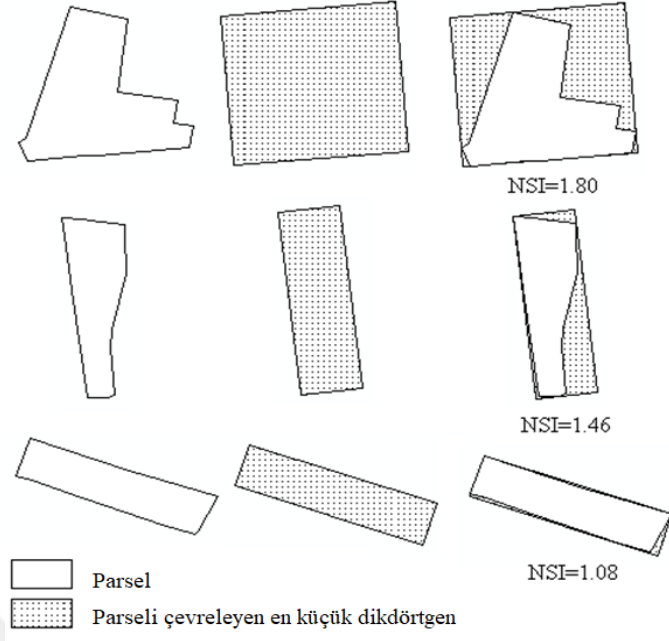 NSI=1.80
NSI=1.46
NSI=1.08
Parsel
Parseli çevreleyen en küçük dikdörtgen